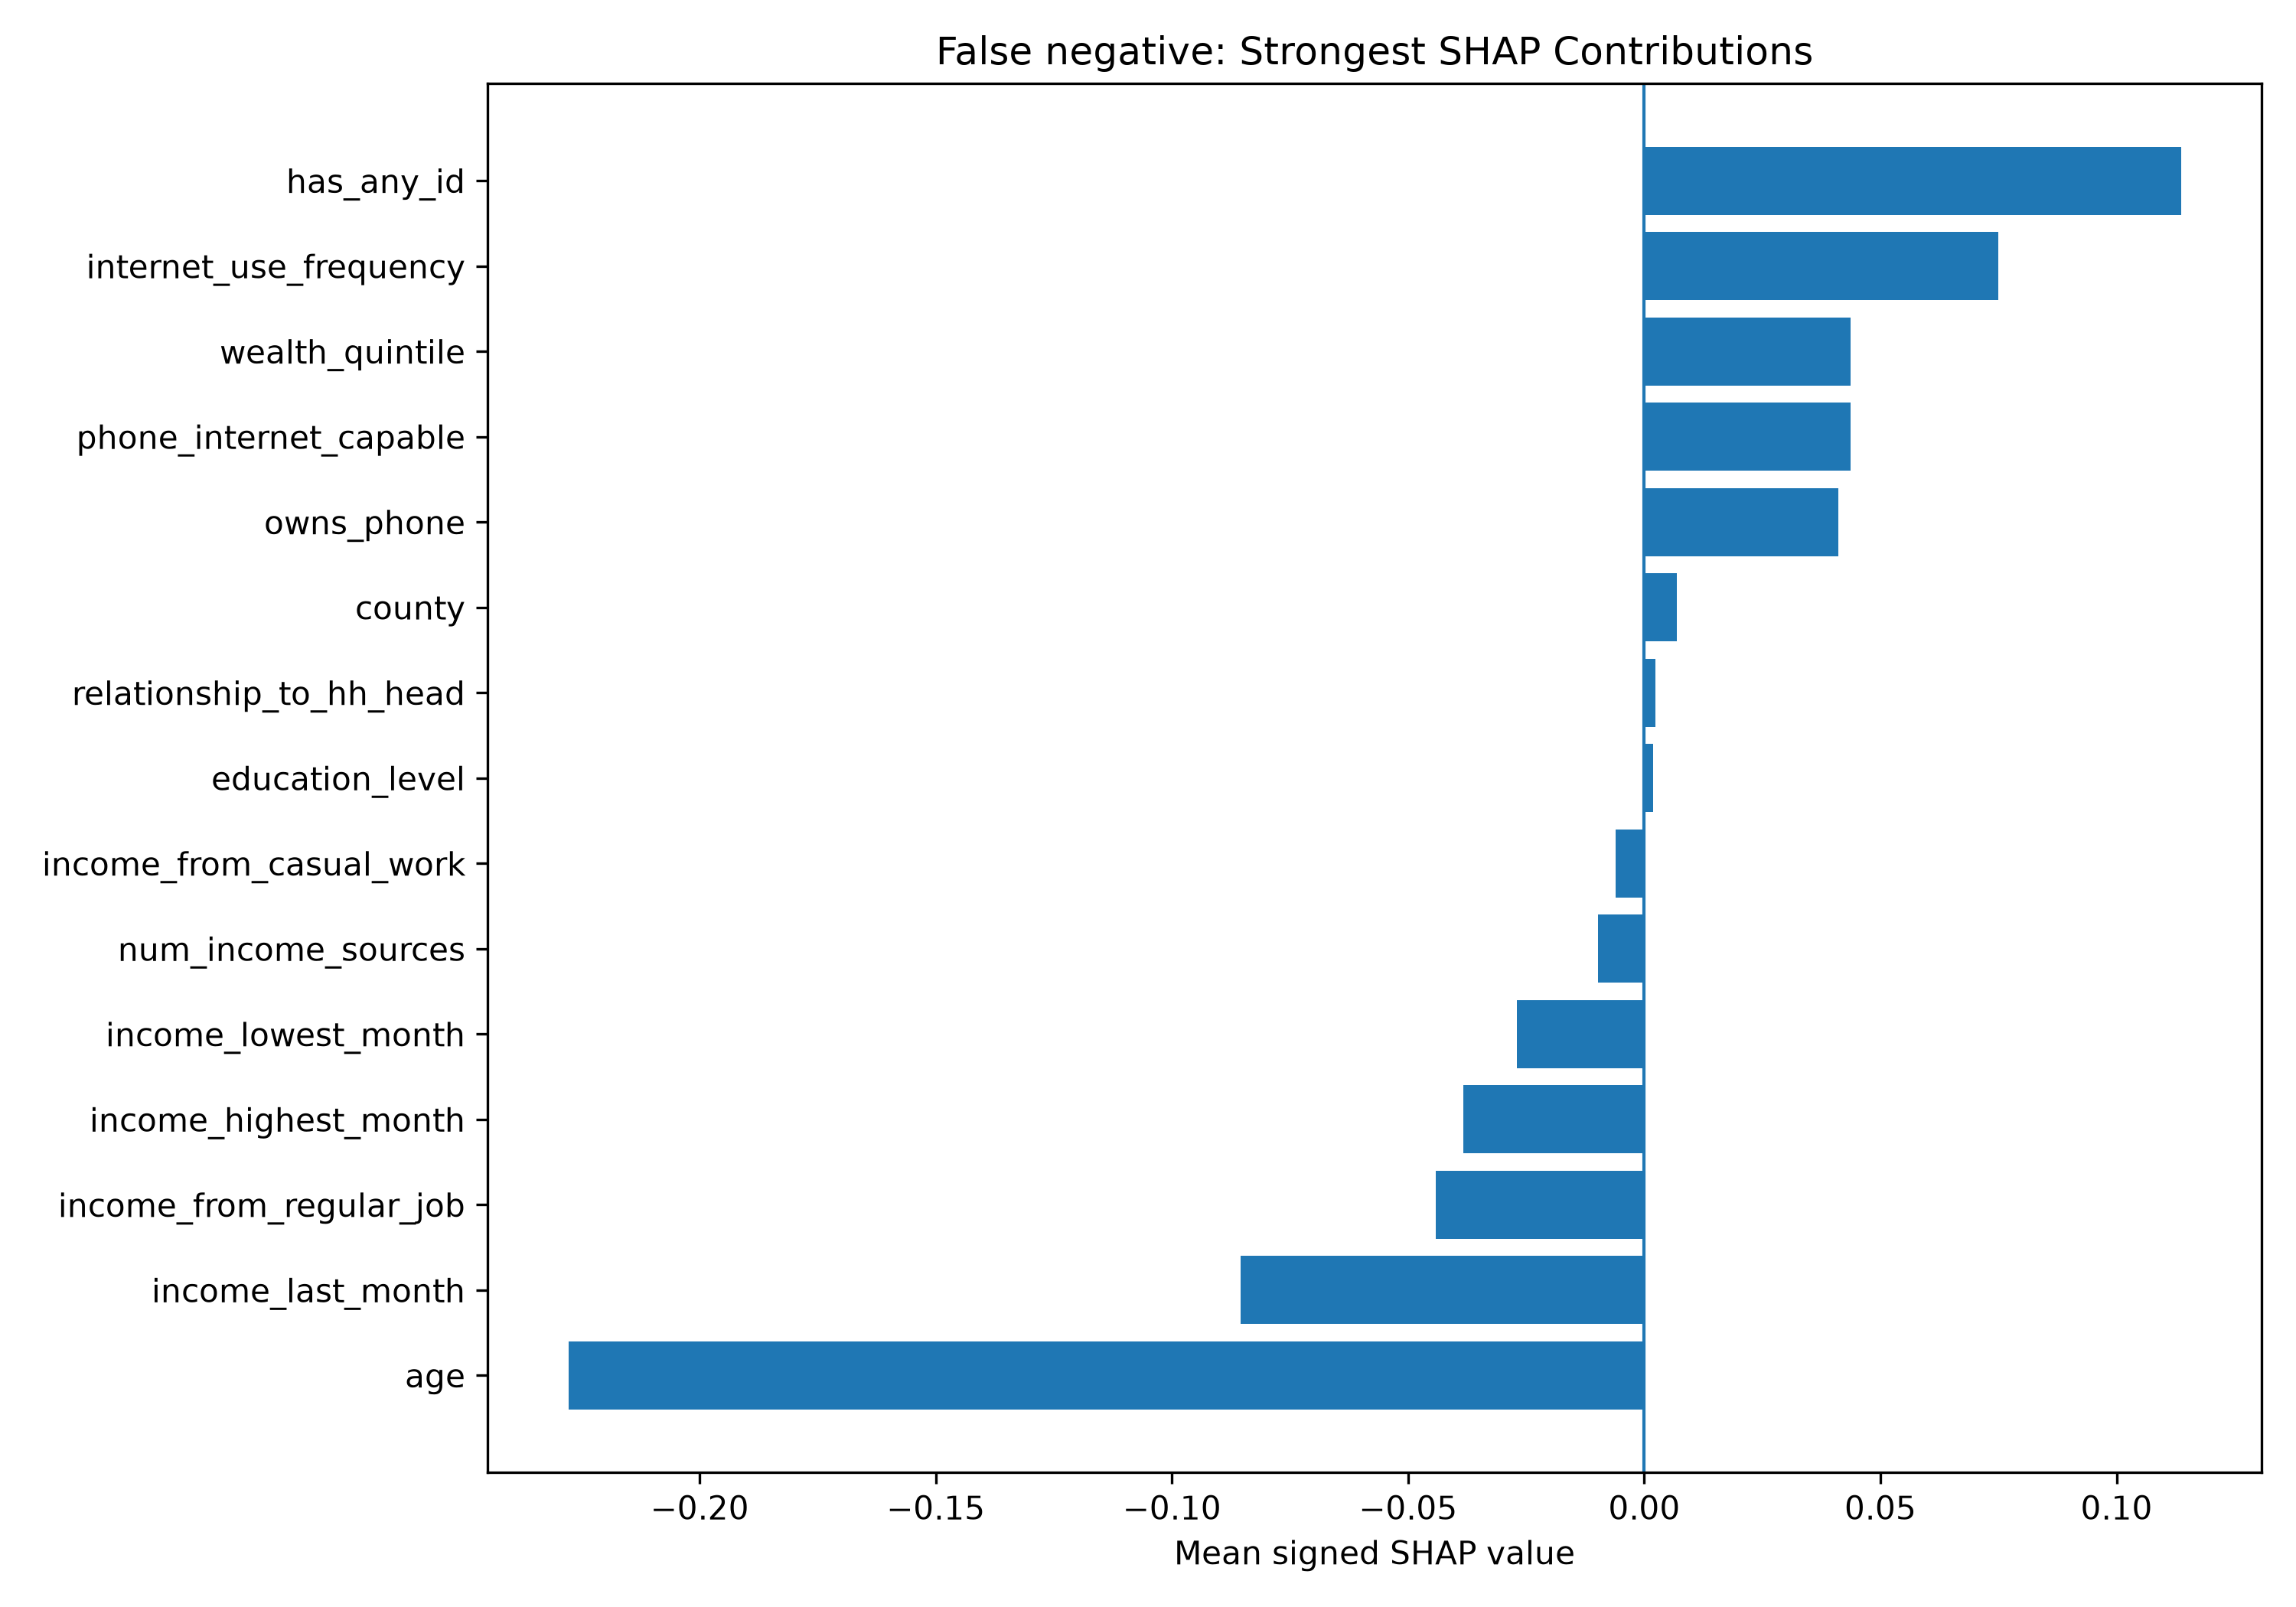 False negative: Strongest SHAP Contributions
has_any_id
internet_use_frequency
wealth_quintile
phone_internet_capable
owns_phone
county
relationship_to_hh_head
education_level
income_from_casual_work
num_income_sources
income_lowest_month
income_highest_month
income_from_regular_job
income_last_month
age
−0.20 −0.15 −0.10 −0.05 0.00 0.05 0.10
Mean signed SHAP value